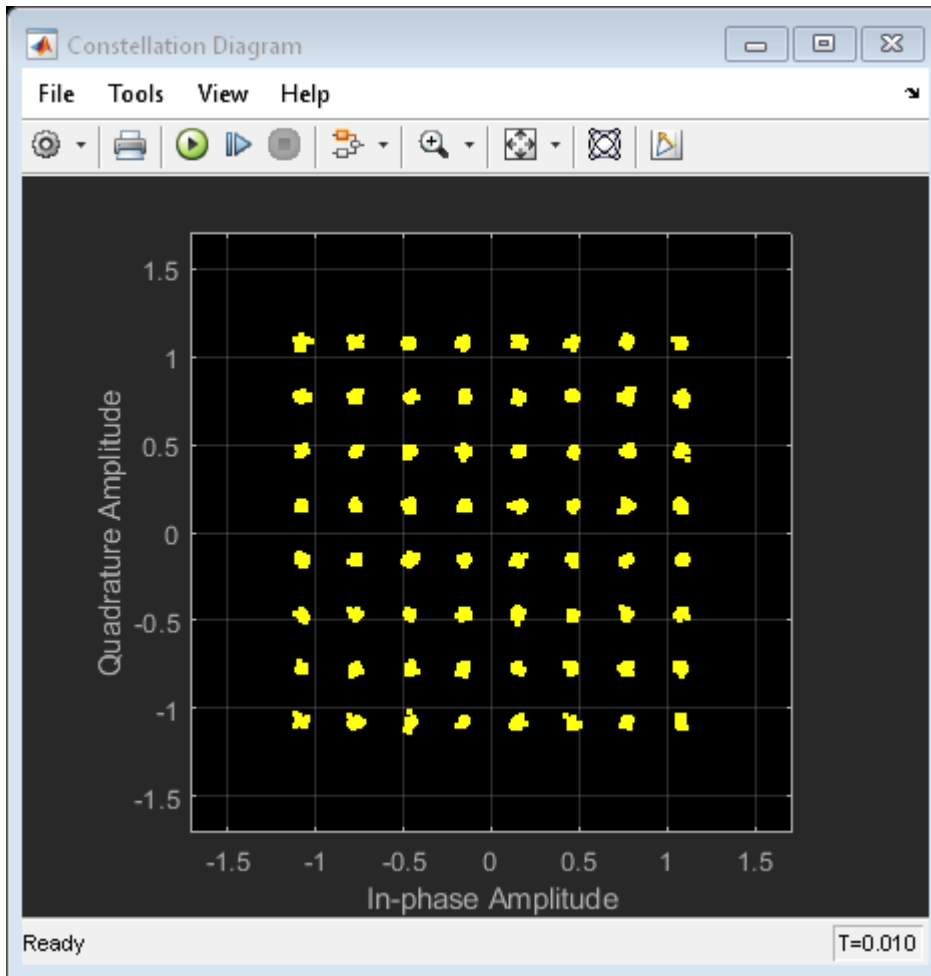 Constellation Diagram
File Tools View Help
Quadrature Amplitude
1.5
1
0.5
0
-0.5
-1
-1.5
-1.5 -1 -0.5 0 0.5 1 1.5
In-phase Amplitude
Ready T=0.010